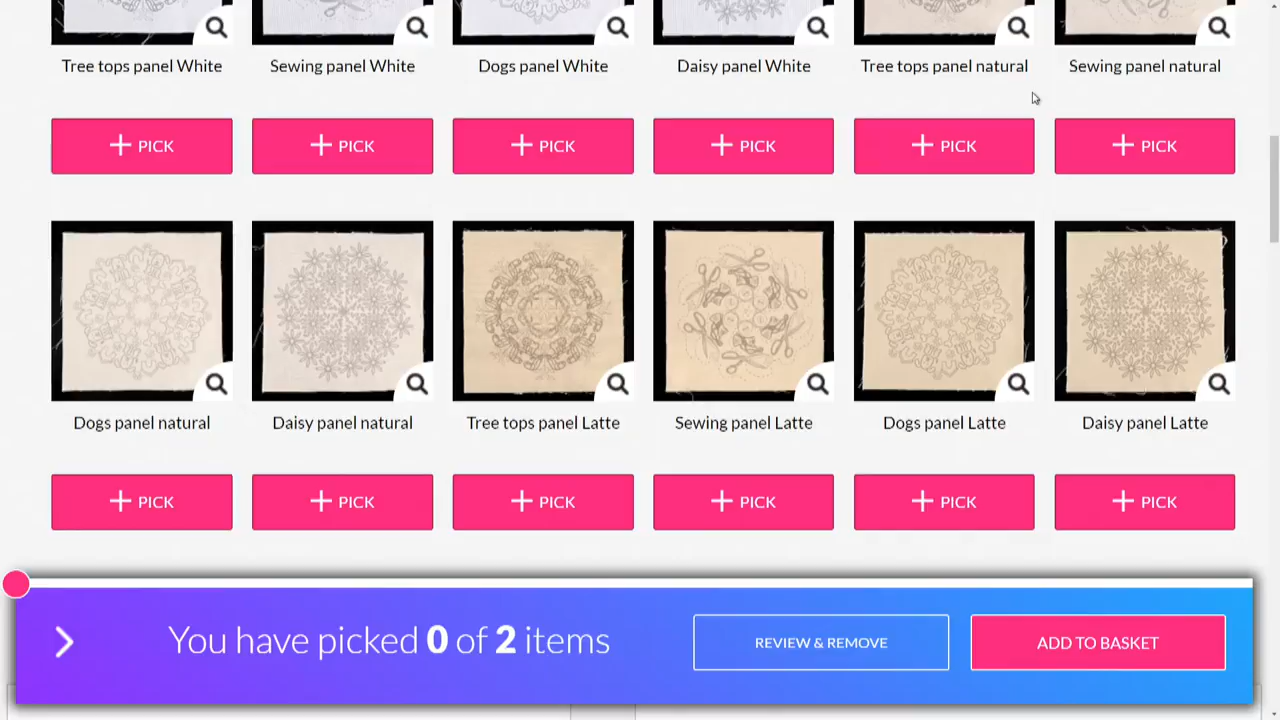 Tree tops panel White
Sewing panel White
Dogs panel White
Daisy panel White
Tree tops panel natural
Sewing panel natural
PICK
PICK
PICK
PICK
PICK
PICK
Dogs panel natural
Daisy panel natural
Tree tops panel Latte
Sewing panel Latte
Dogs panel Latte
Daisy panel Latte
PICK
PICK
PICK
PICK
PICK
PICK
You have picked 0 of 2 items
REVIEW & REMOVE
ADD TO BASKET